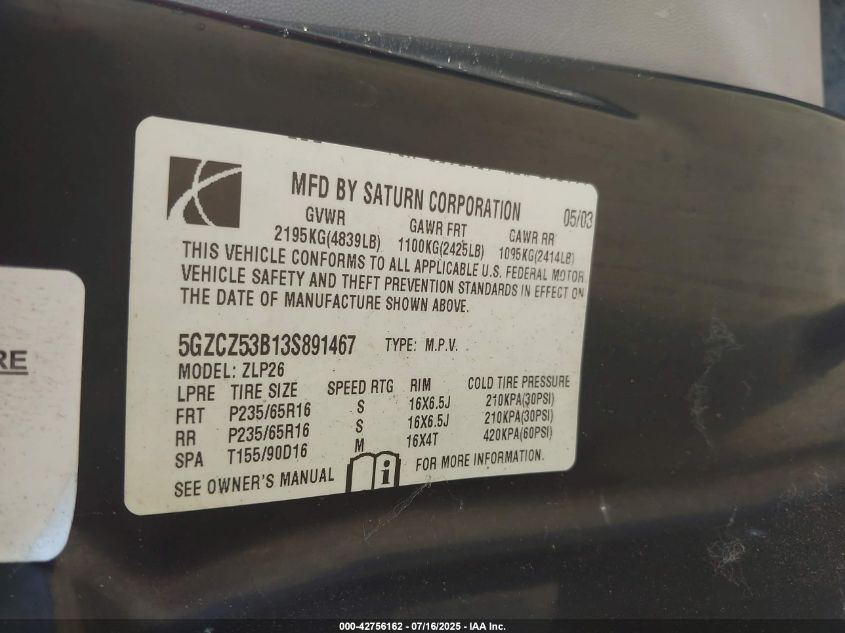 MFD BY SATURN CORPORATION 05/03
GVWR GAWR FRT GAWR RR
2195KG(4839LB) 1100KG(2425LB) 1095KG(2414LB)
THIS VEHICLE CONFORMS TO ALL APPLICABLE U.S. FEDERAL MOTOR
VEHICLE SAFETY AND THEFT PREVENTION STANDARDS IN EFFECT ON
THE DATE OF MANUFACTURE SHOWN ABOVE.
5GZCZ53B13S891467 TYPE: M.P.V.
MODEL: ZLP26
LPRE TIRE SIZE SPEED RTG RIM COLD TIRE PRESSURE
FRT P235/65R16 S 16X6.5J 210KPA(30PSI)
RR P235/65R16 S 16X6.5J 210KPA(30PSI)
SPA T155/90D16 M 16X4T 420KPA(60PSI)
SEE OWNER'S MANUAL i FOR MORE INFORMATION.
RE
000-42756162 - 07/16/2025 - IAA Inc.